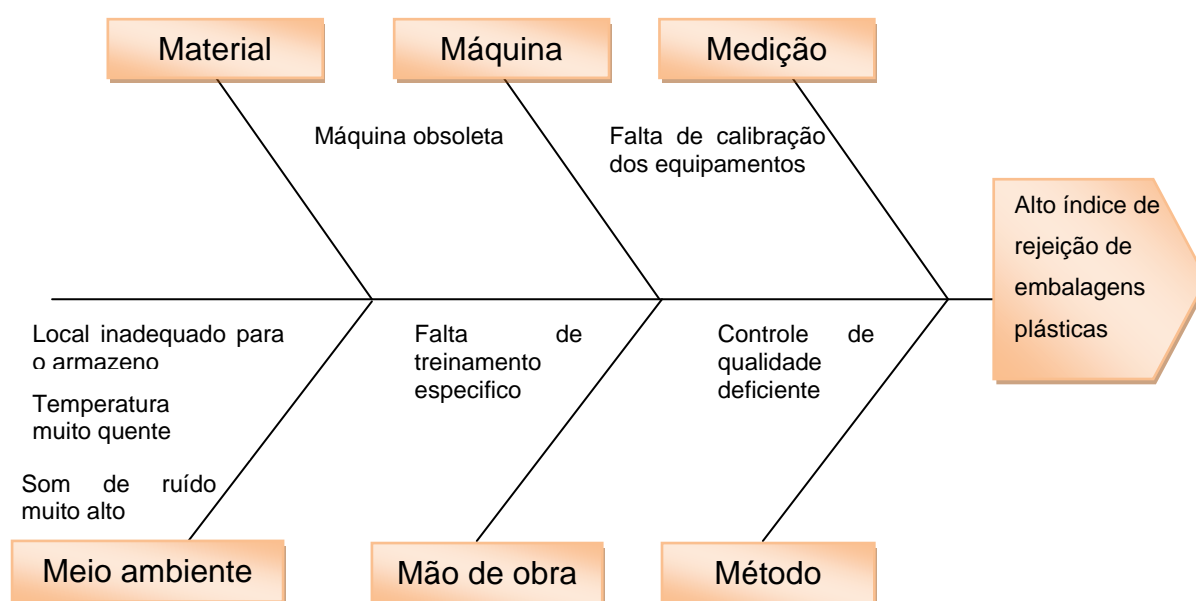 Material
Máquina
Medição
Máquina obsoleta
Falta de calibração
dos equipamentos
Alto índice de
rejeição de
embalagens
plásticas
Local inadequado para
o armazeno
Temperatura
muito quente
Som de ruído
muito alto
Falta de
treinamento
especifico
Controle de
qualidade
deficiente
Meio ambiente
Mão de obra
Método